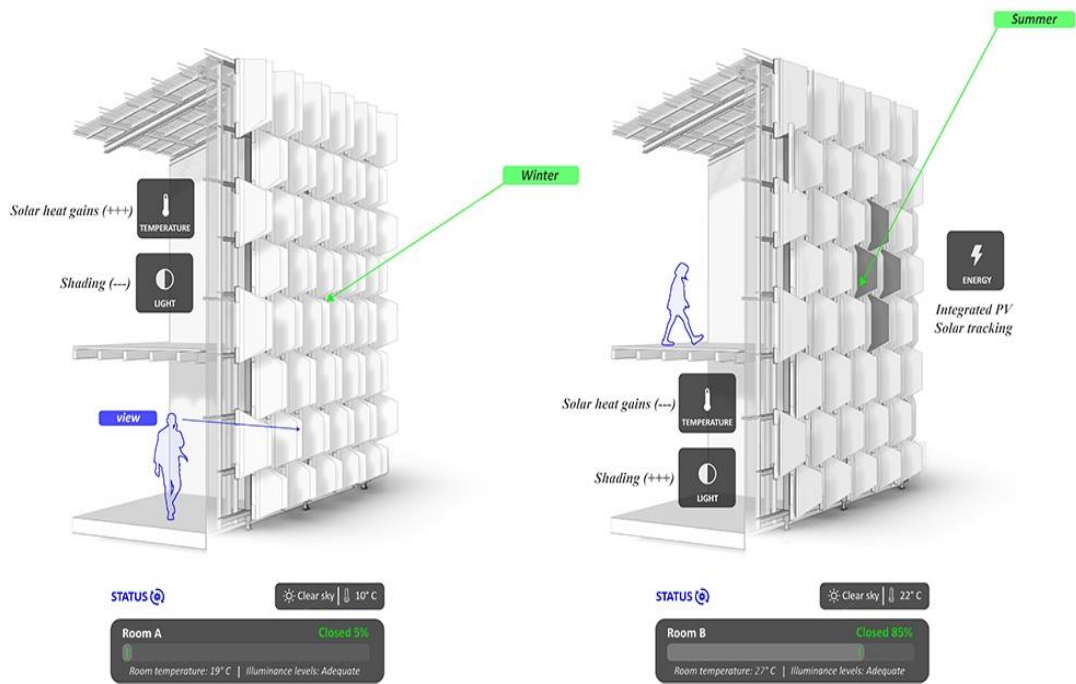 Summer
Winter
Solar heat gains (+++)
TEMPERATURE
Shading (---)
LIGHT
view
ENERGY
Integrated PV
Solar tracking
Solar heat gains (---)
TEMPERATURE
Shading (+++)
LIGHT
STATUS
Clear sky | 10° C
Room A
Closed 5%
Room temperature: 19° C | Illuminance levels: Adequate
STATUS
Clear sky | 22° C
Room B
Closed 85%
Room temperature: 27° C | Illuminance levels: Adequate